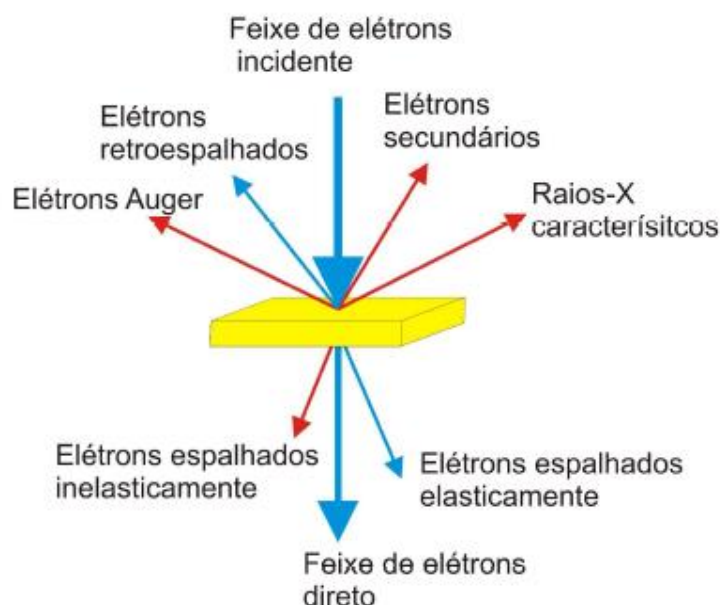 Feixe de elétrons
incidente
Elétrons
retroespalhados
Elétrons
secundários
Elétrons Auger
Raios-X
caracterísitcos
Elétrons espalhados
inelasticamente
Elétrons espalhados
elasticamente
Feixe de elétrons
direto